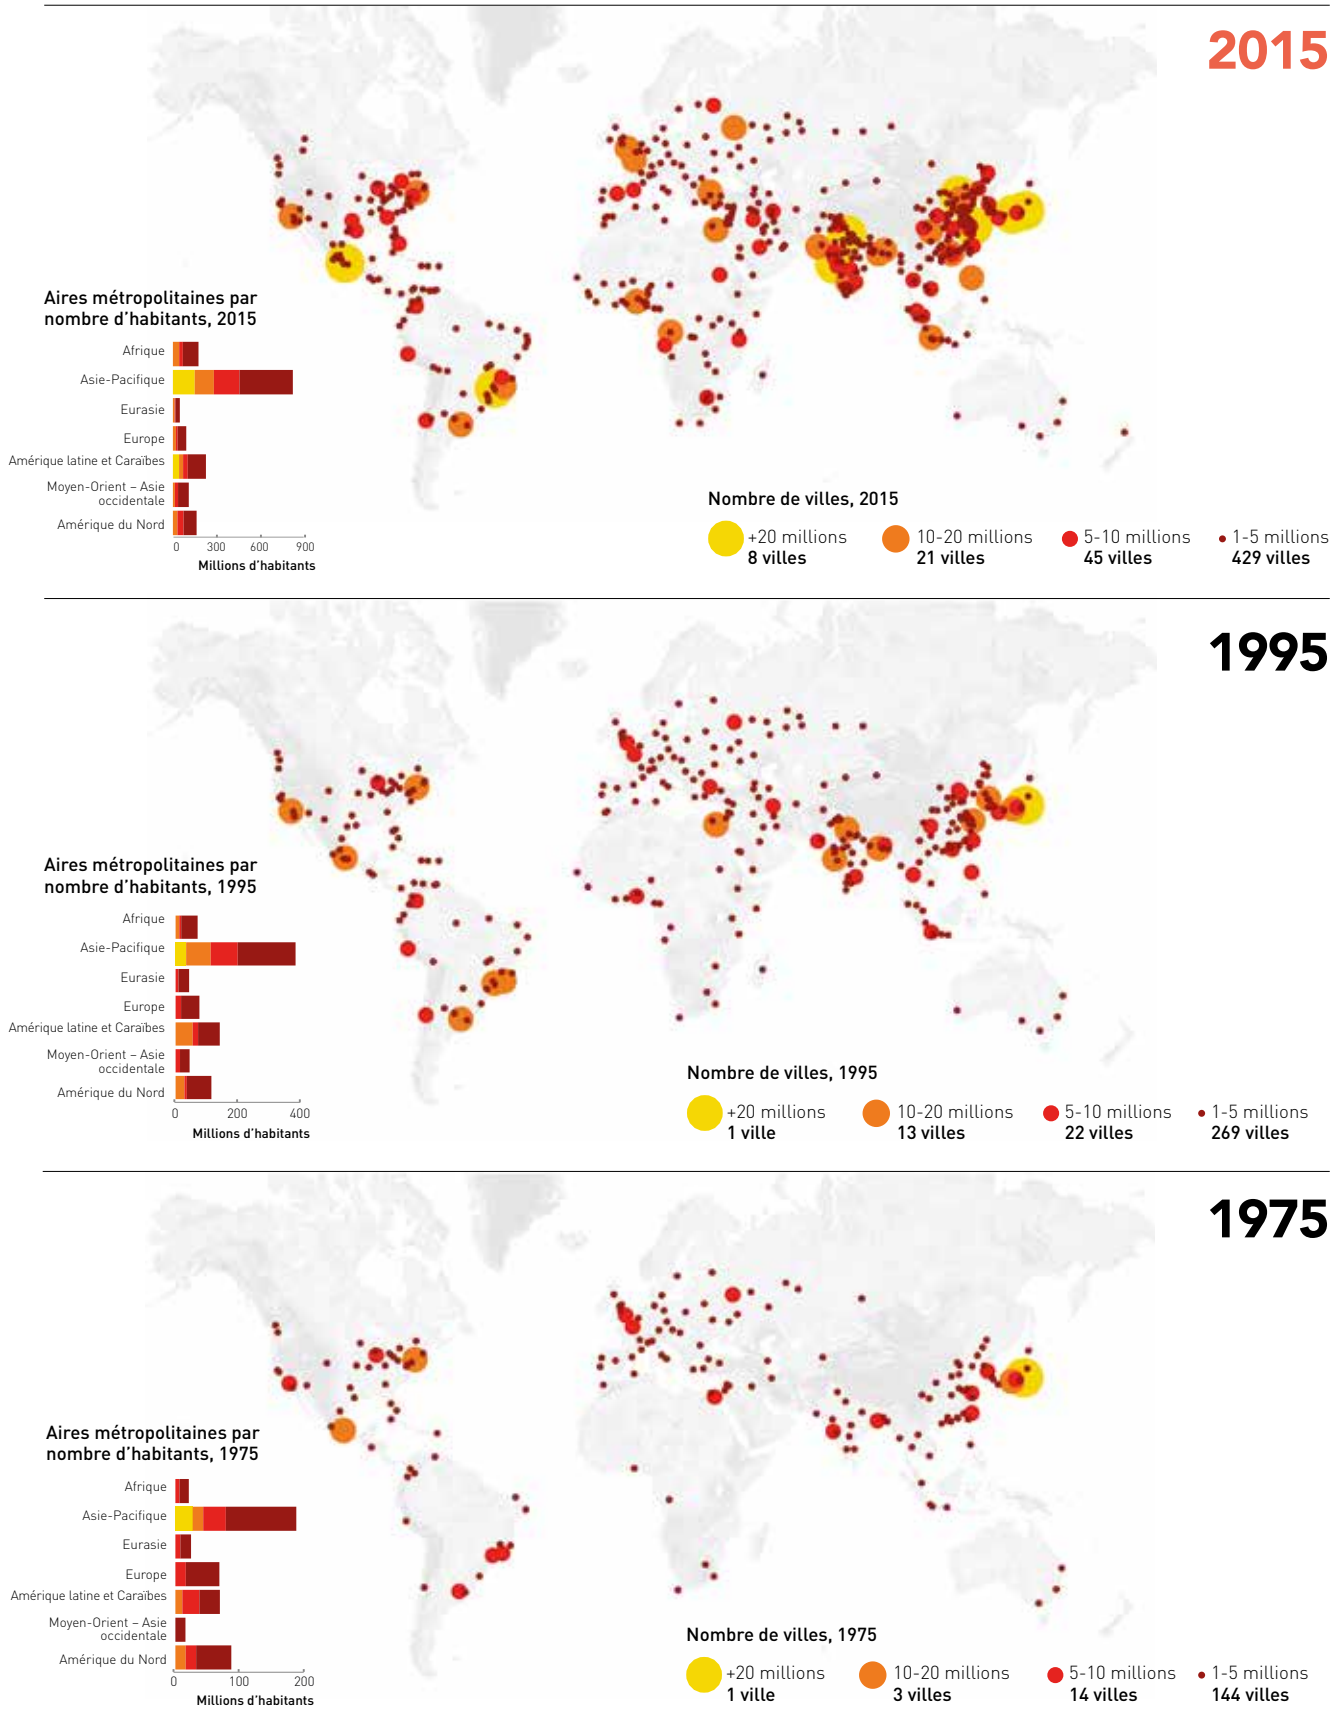 2015
Aires métropolitaines par
nombre d'habitants, 2015
Afrique
Asie-Pacifique
Eurasie
Europe
Amérique latine et Caraïbes
Moyen-Orient – Asie
occidentale
Amérique du Nord
0 300 600 900
Millions d'habitants
Nombre de villes, 2015
+20 millions
8 villes
10-20 millions
21 villes
5-10 millions
45 villes
1-5 millions
429 villes
1995
Aires métropolitaines par
nombre d'habitants, 1995
Afrique
Asie-Pacifique
Eurasie
Europe
Amérique latine et Caraïbes
Moyen-Orient – Asie
occidentale
Amérique du Nord
0 200 400
Millions d'habitants
Nombre de villes, 1995
+20 millions
1 ville
10-20 millions
13 villes
5-10 millions
22 villes
1-5 millions
269 villes
1975
Aires métropolitaines par
nombre d'habitants, 1975
Afrique
Asie-Pacifique
Eurasie
Europe
Amérique latine et Caraïbes
Moyen-Orient – Asie
occidentale
Amérique du Nord
0 100 200
Millions d'habitants
Nombre de villes, 1975
+20 millions
1 ville
10-20 millions
3 villes
5-10 millions
14 villes
1-5 millions
144 villes